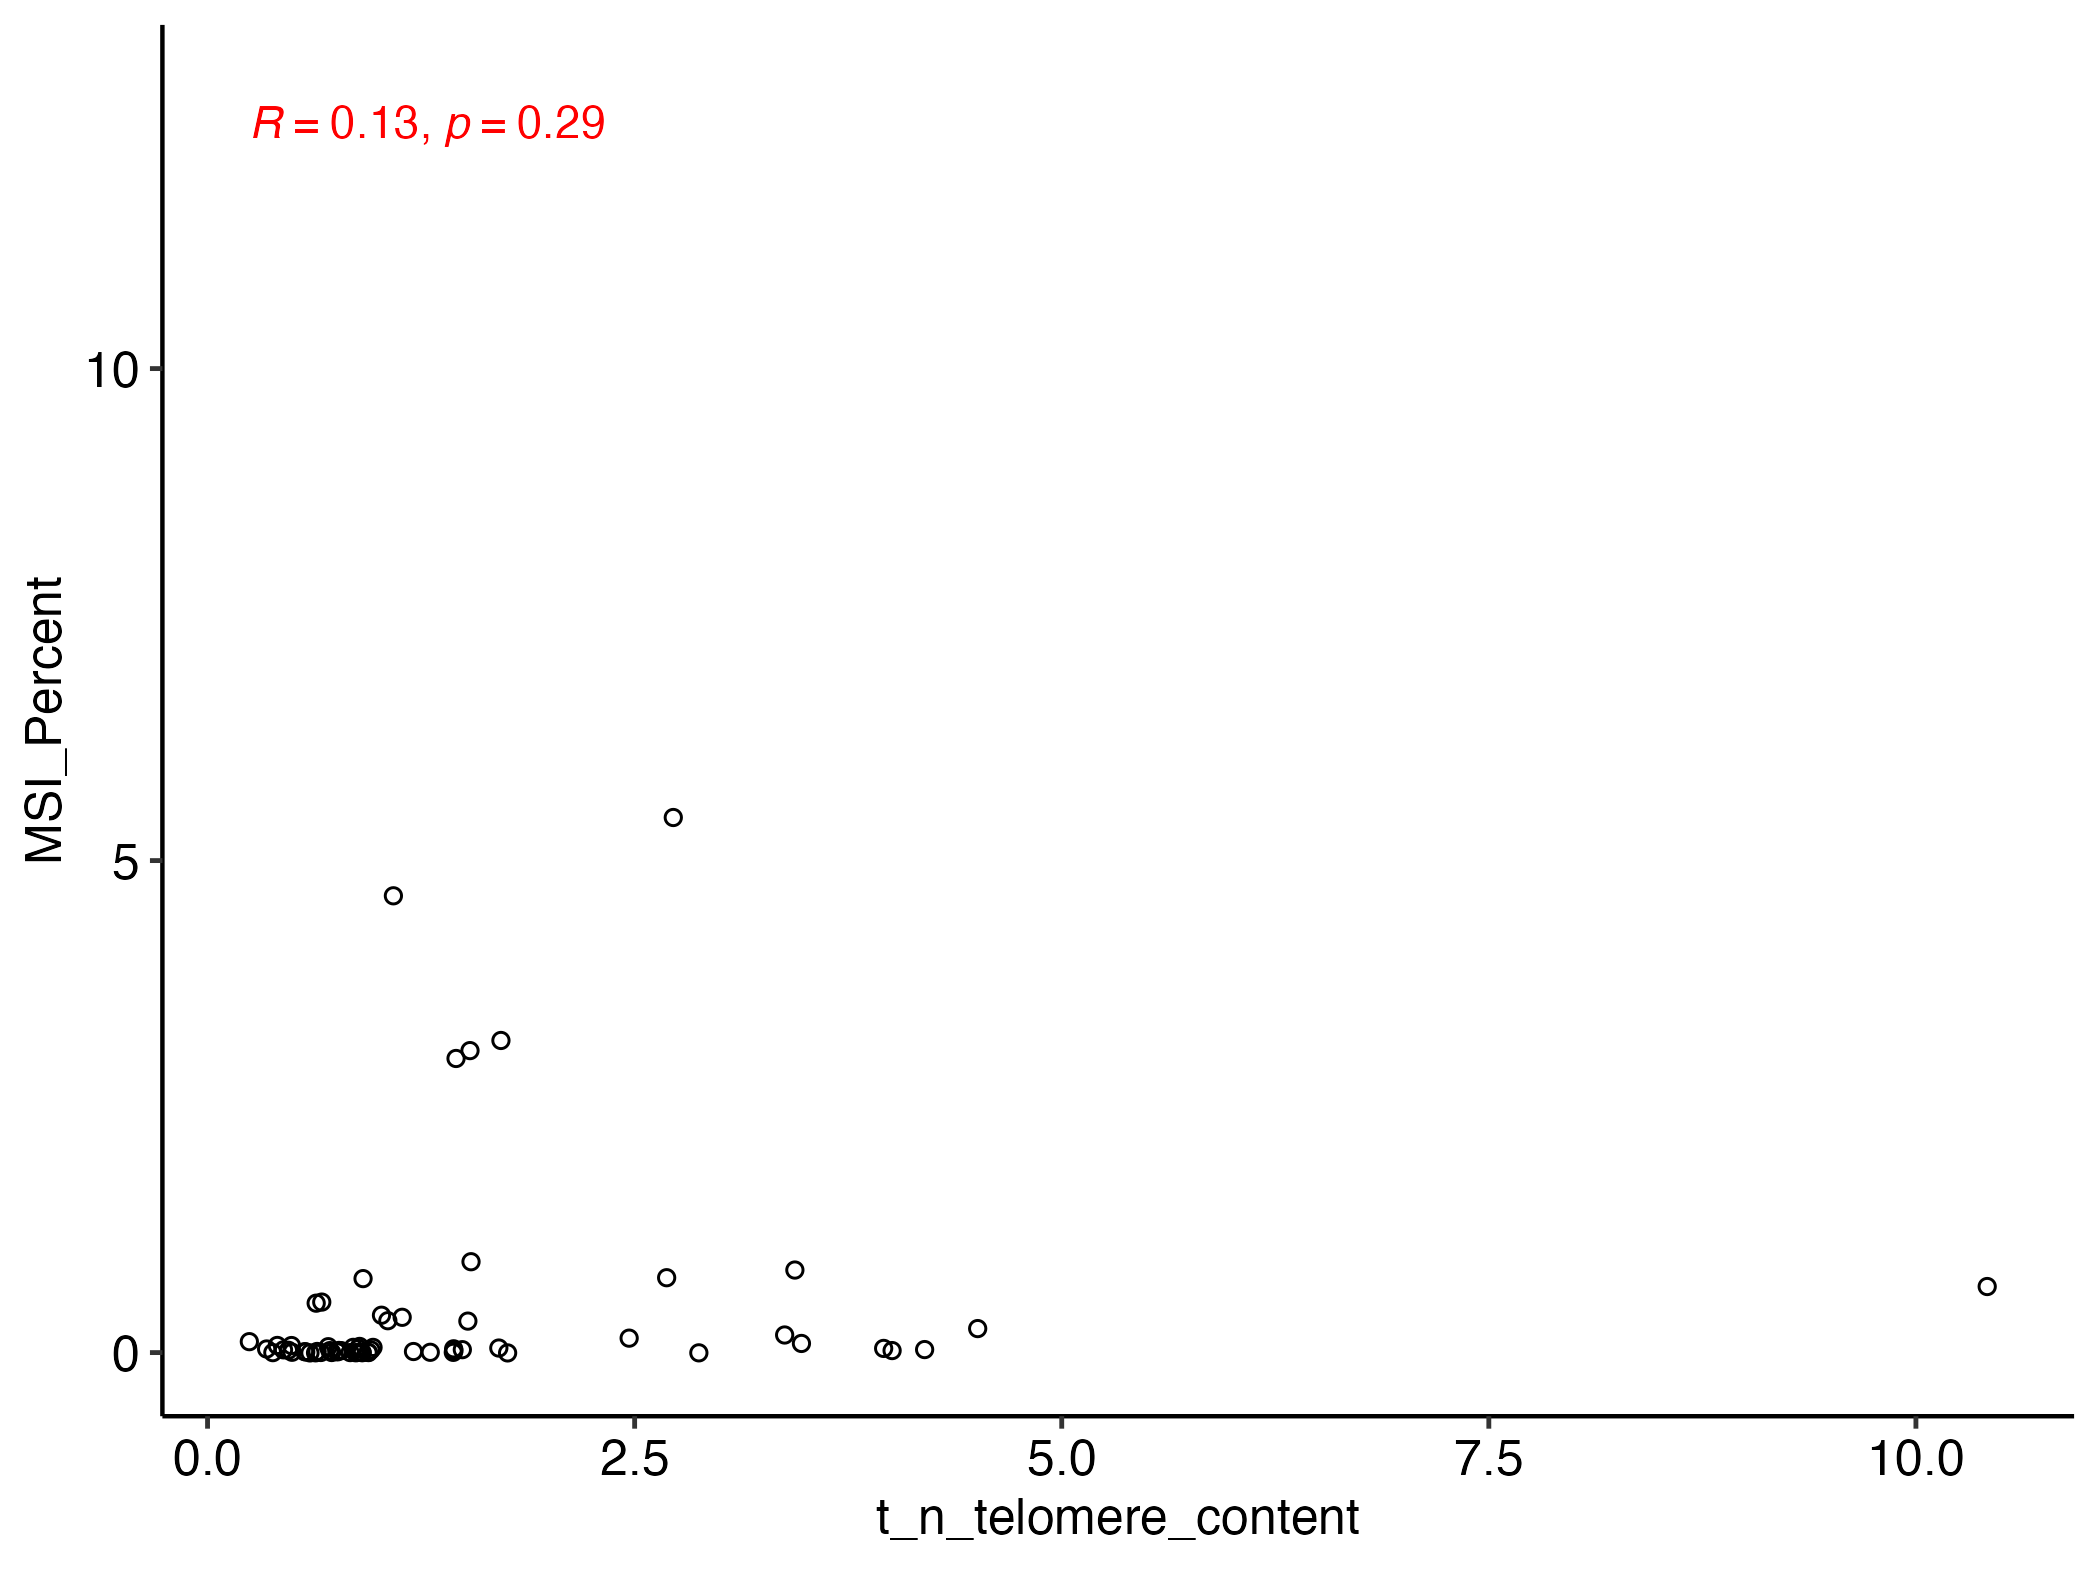 R = 0.13, p = 0.29
10
5
0
MSI_Percent
0.0 2.5 5.0 7.5 10.0
t_n_telomere_content